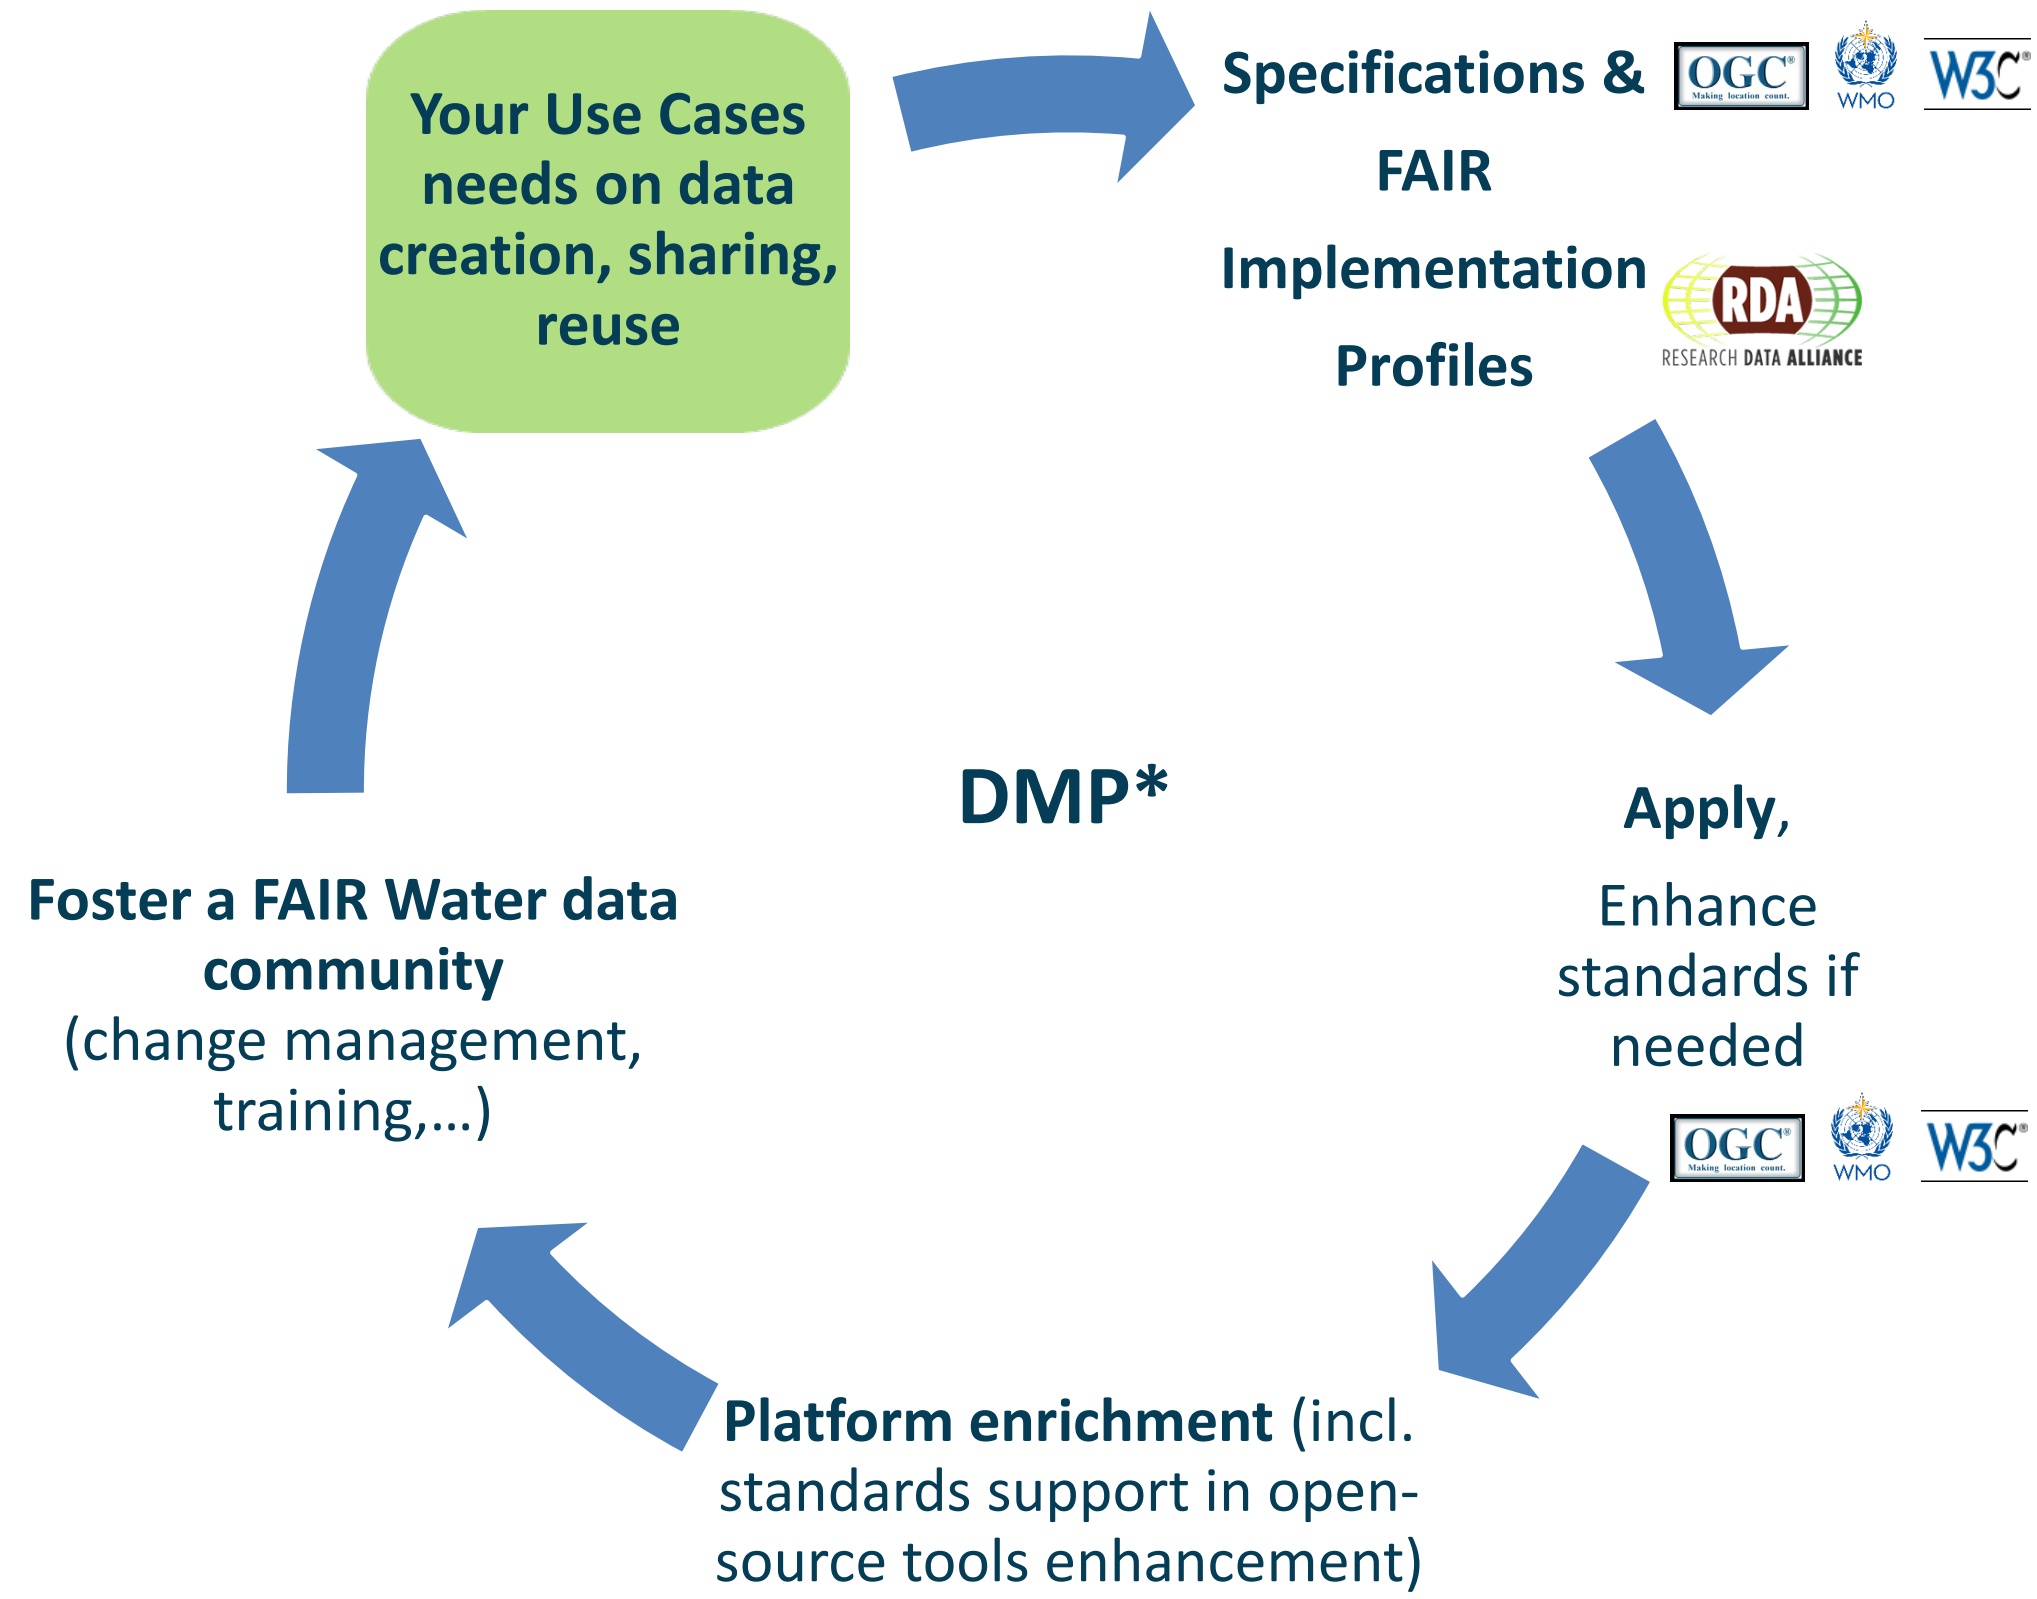 Your Use Cases
needs on data
creation, sharing,
reuse
Specifications &
FAIR
Implementation
Profiles
OGC®
Making location count.
WMO
W3C®
RDA
RESEARCH DATA ALLIANCE
DMP*
Apply,
Enhance
standards if
needed
OGC®
Making location count.
WMO
W3C®
Platform enrichment (incl.
standards support in open-
source tools enhancement)
Foster a FAIR Water data
community
(change management,
training,...)